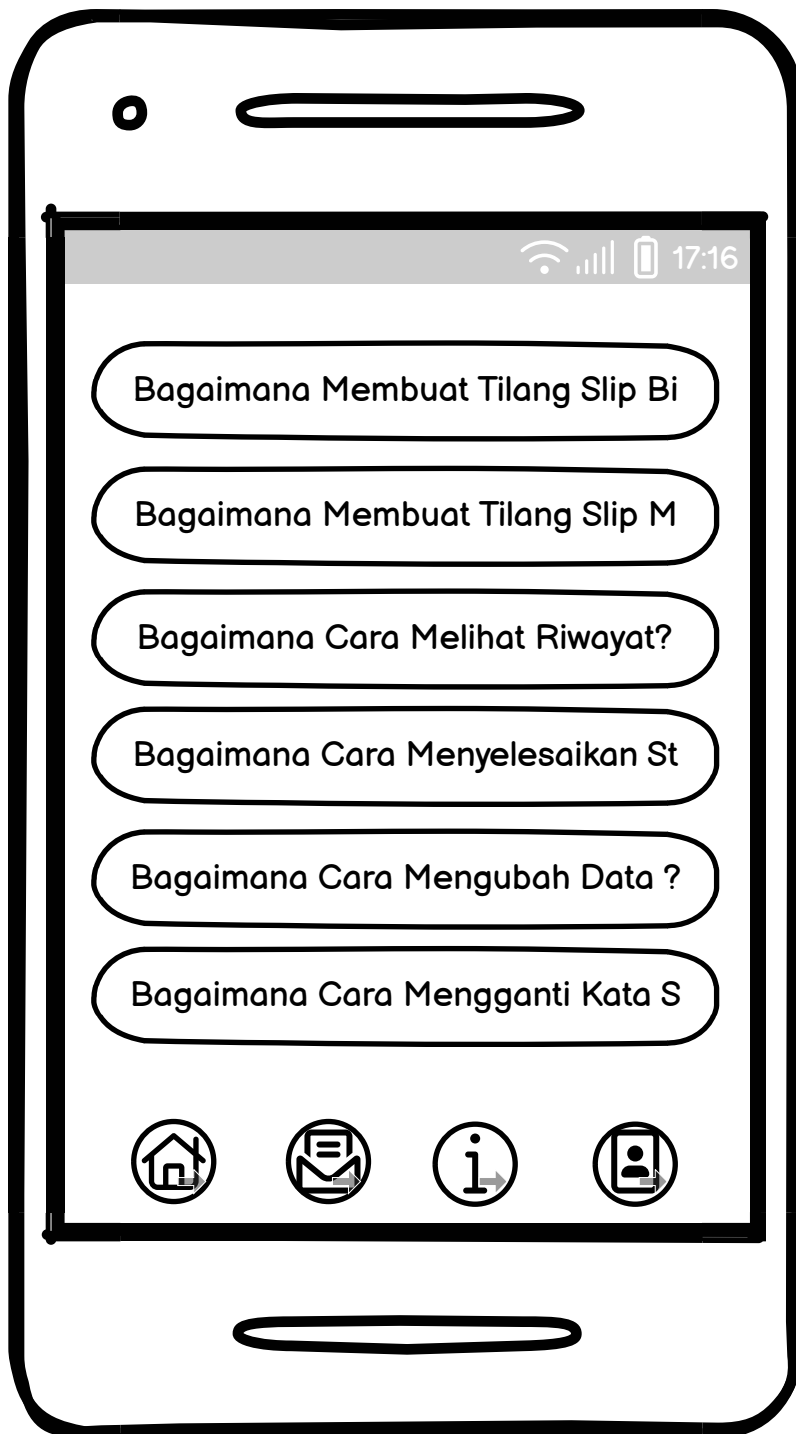 17:16
Bagaimana Membuat Tilang Slip Bi
Bagaimana Membuat Tilang Slip M
Bagaimana Cara Melihat Riwayat?
Bagaimana Cara Menyelesaikan St
Bagaimana Cara Mengubah Data ?
Bagaimana Cara Mengganti Kata S